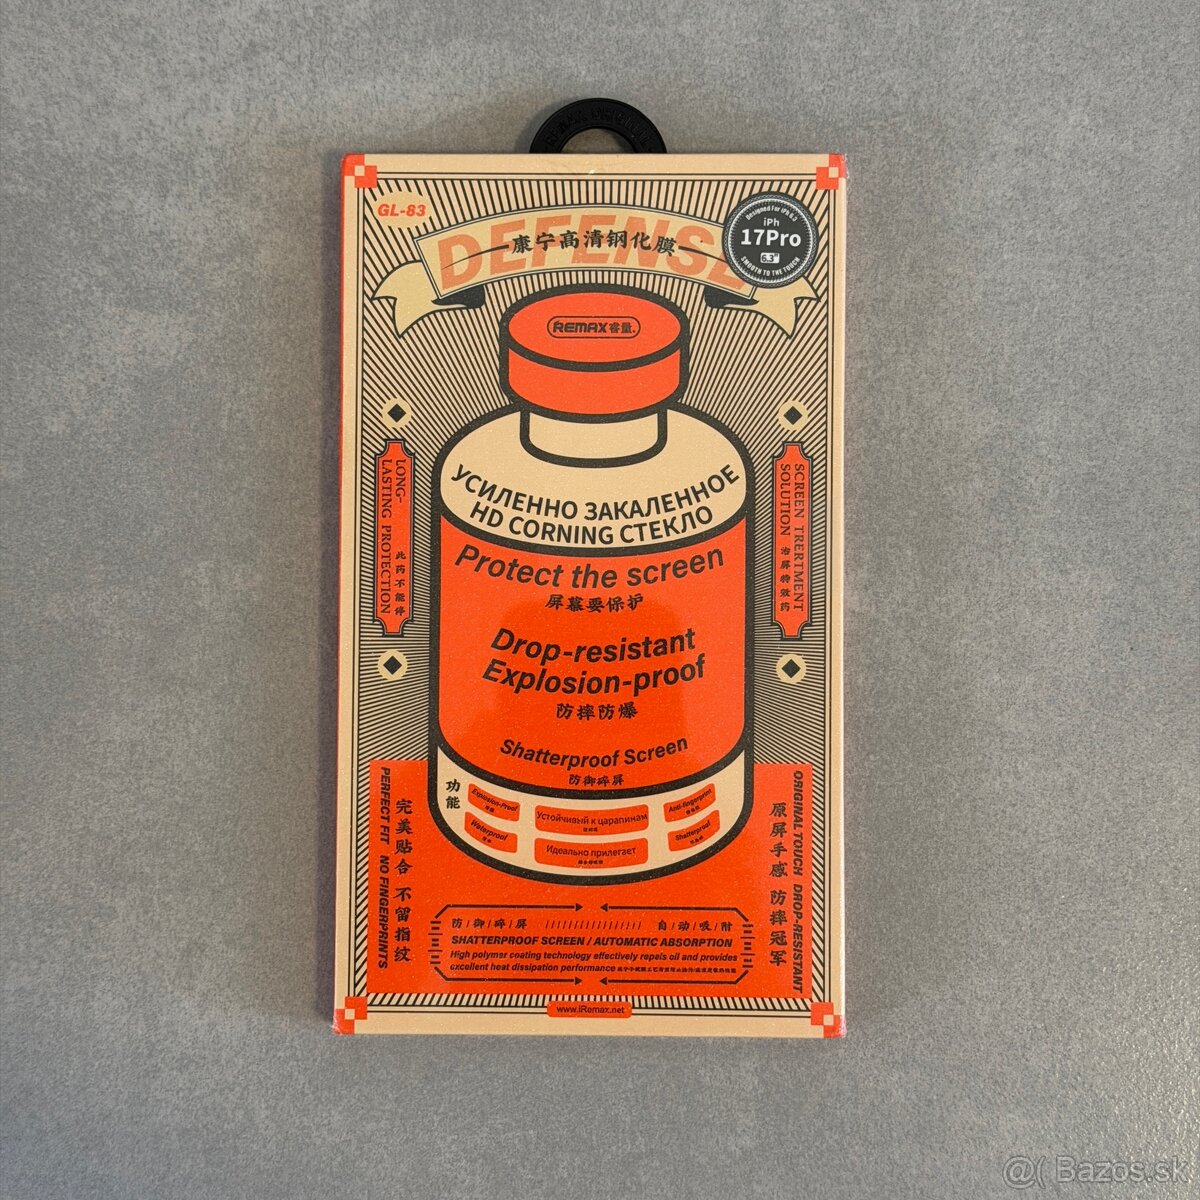 GL-83
DEFENSE
康宁高清钢化膜
Designed For iPh 6.3
iPh
17Pro
6.3"
SMOOTH TO THE TOUCH
REMAX睿量.
УСИЛЕННО ЗАКАЛЕННОЕ
HD CORNING СТЕКЛО
Protect the screen
屏幕要保护
Drop-resistant
Explosion-proof
防摔防爆
Shatterproof Screen
防御碎屏
LONG-
LASTING PROTECTION
此药不能停
SCREEN TRERTMENT
SOLUTION
治屏特效药
功能
Explosion-Proof
Устойчивый к царапинам
Anti-fingerprint
Waterproof
Идеально прилегает
Shatterproof
PERFECT FIT NO FINGERPRINTS
完美贴合 不留指纹
ORIGINAL TOUCH DROP-RESISTANT
原屏手感 防摔冠军
防/御/碎/屏 ///////////////// 自/动/吸/附
SHATTERPROOF SCREEN / AUTOMATIC ABSORPTION
High polymer coating technology effectively repels oil and provides
excellent heat dissipation performance
www.iRemax.net
@( Bazos.sk